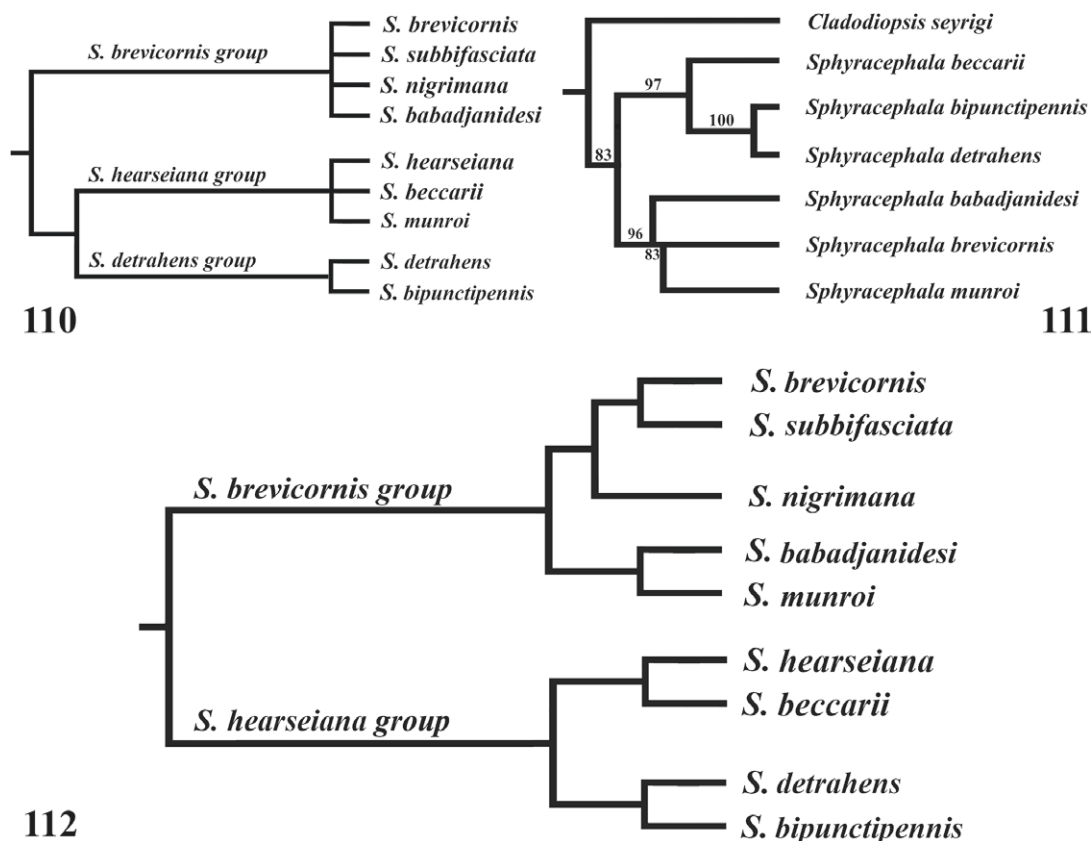 S. brevicornis group
S. brevicornis
S. subbifasciata
S. nigrimana
S. babadjanidesi
S. hearseiana group
S. hearseiana
S. beccarii
S. munroi
S. detrahens group
S. detrahens
S. bipunctipennis
110
Cladodiopsis seyrigi
97
Sphyracephala beccarii
100
Sphyracephala bipunctipennis
83
Sphyracephala detrahens
Sphyracephala babadjanidesi
96
Sphyracephala brevicornis
83
Sphyracephala munroi
111
S. brevicornis group
S. brevicornis
S. subbifasciata
S. nigrimana
S. babadjanidesi
S. munroi
S. hearseiana group
S. hearseiana
S. beccarii
S. detrahens
S. bipunctipennis
112